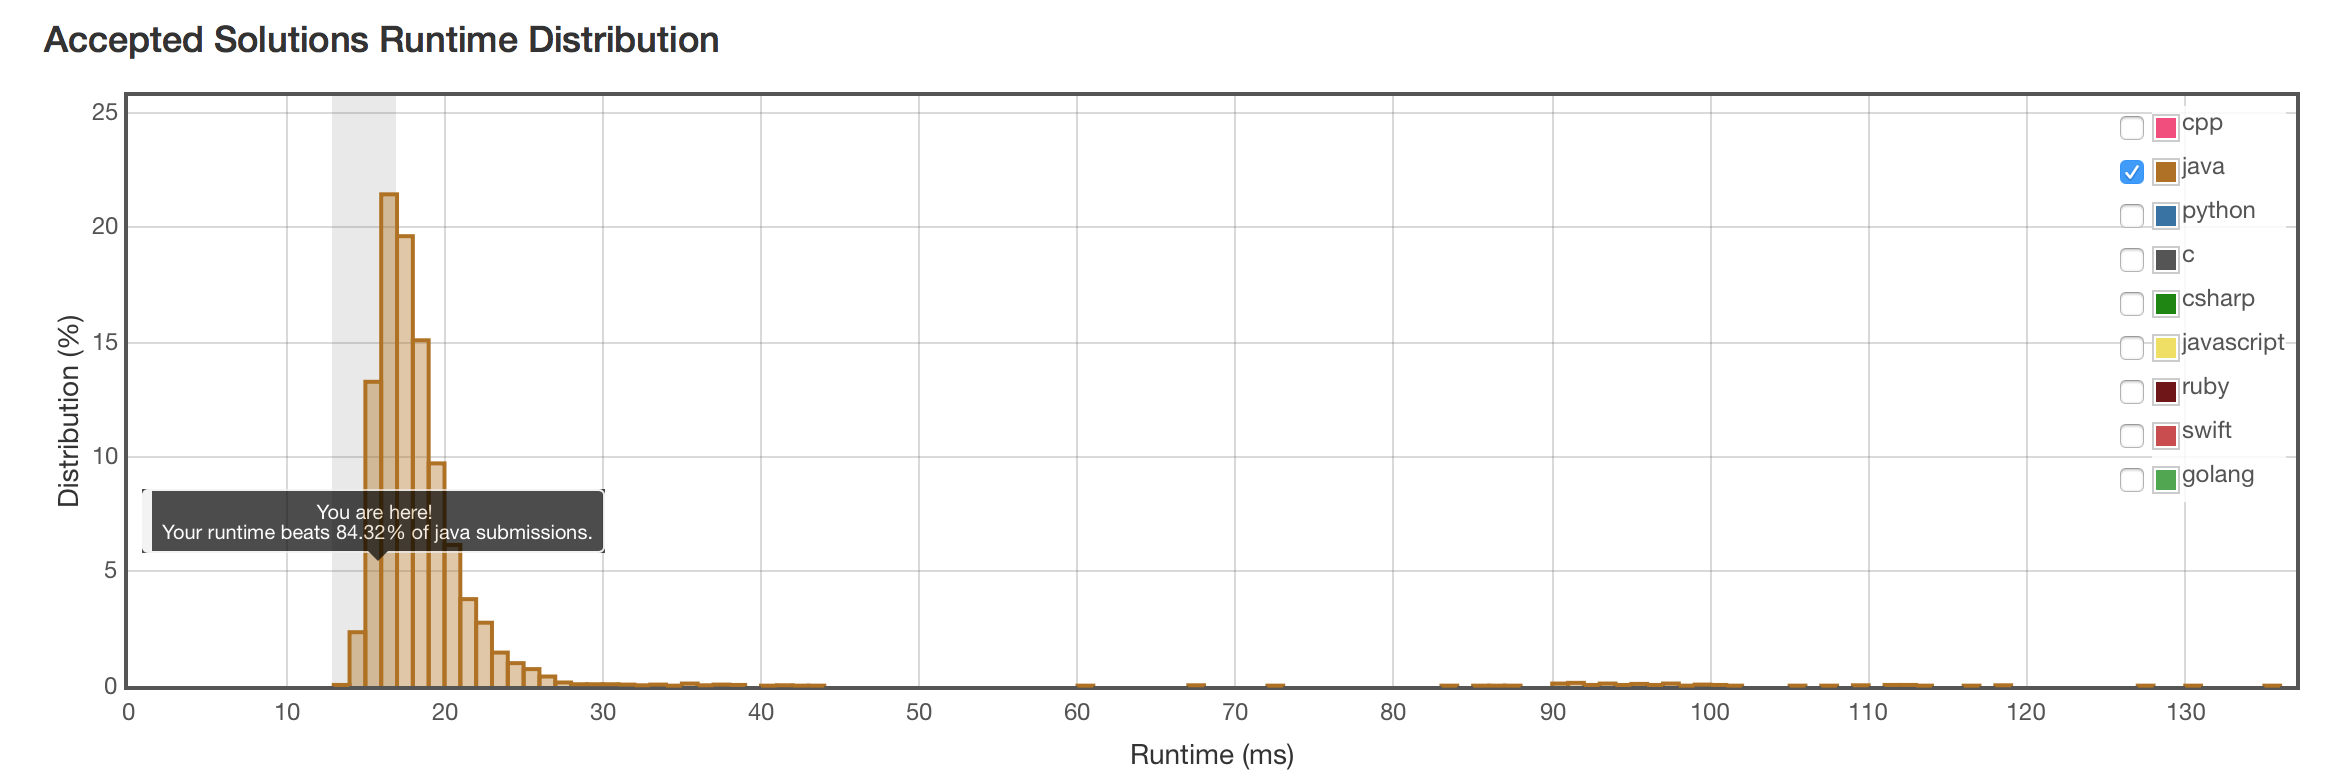 Accepted Solutions Runtime Distribution
25
20
15
10
5
0
Distribution (%)
You are here!
Your runtime beats 84.32% of java submissions.
cpp
java
python
c
csharp
javascript
ruby
swift
golang
0 10 20 30 40 50 60 70 80 90 100 110 120 130
Runtime (ms)